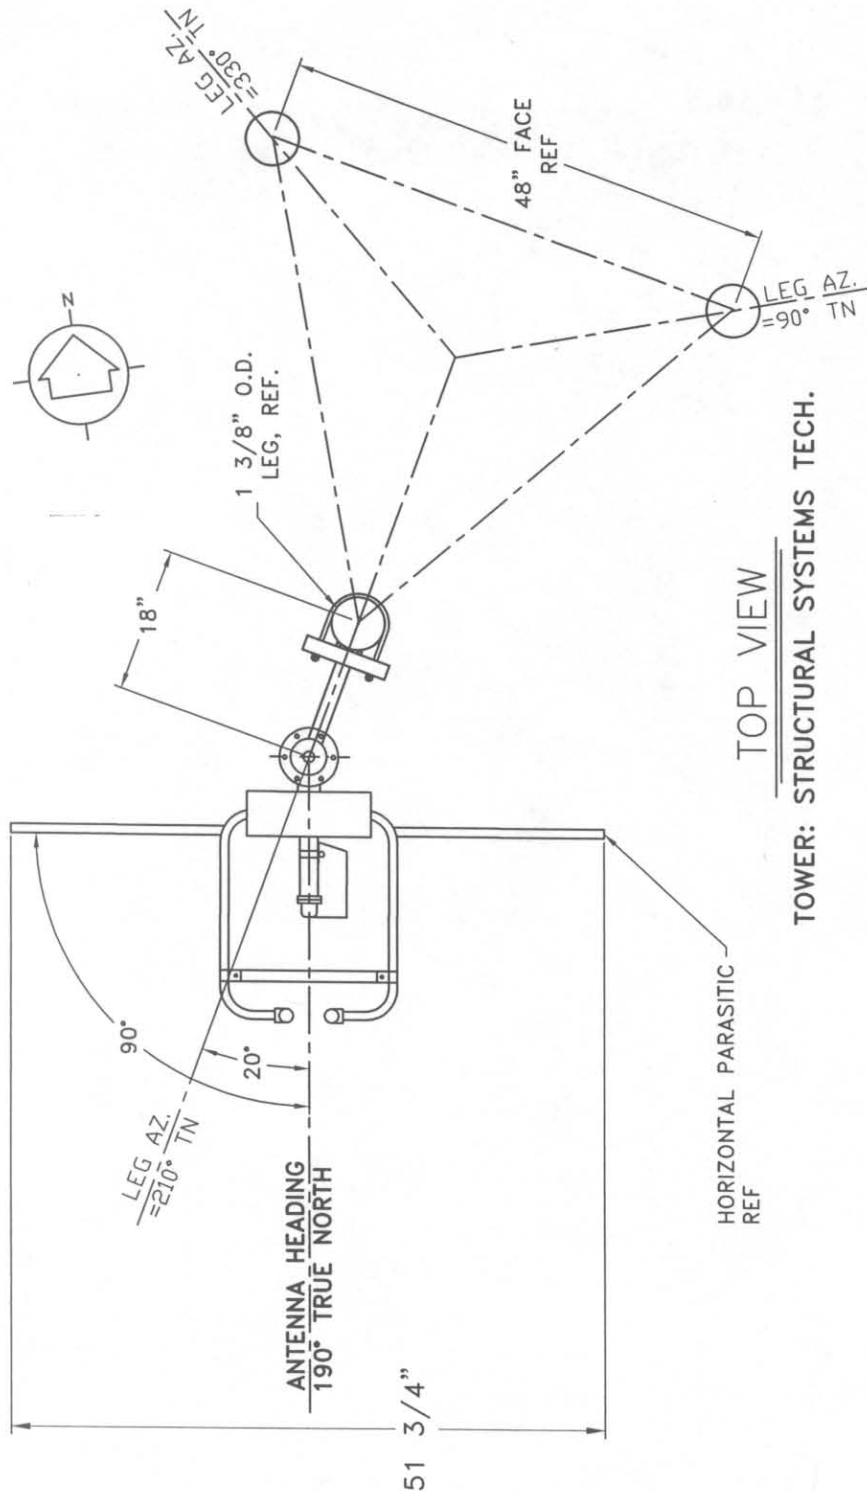 LEG AZ.
=330° TN
48” FACE
REF
LEG AZ.
=90° TN
N
1 3/8” O.D.
LEG, REF.
18”
90°
20°
LEG AZ.
=210° TN
ANTENNA HEADING
190° TRUE NORTH
51 3/4”
HORIZONTAL PARASITIC
REF
TOP VIEW
TOWER: STRUCTURAL SYSTEMS TECH.